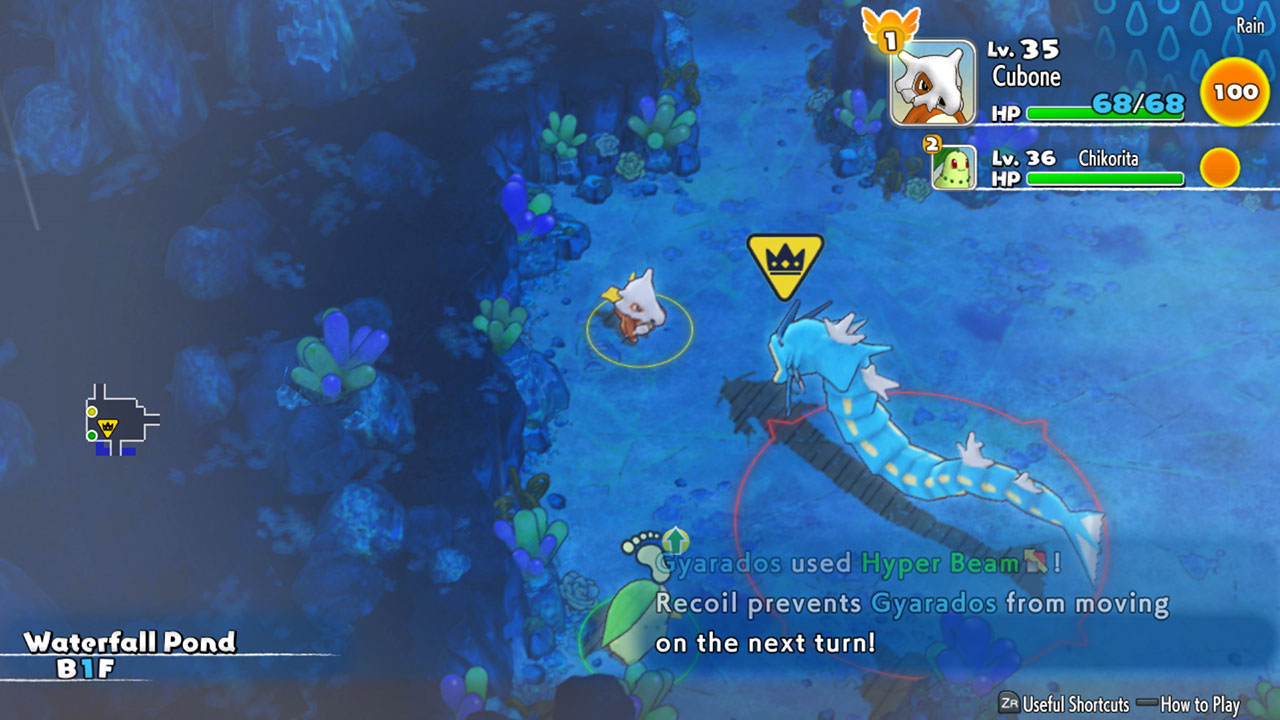 Rain
1
Lv. 35
Cubone
HP 68/68
100
2
Lv. 36 Chikorita
HP
Gyarados used Hyper Beam!
Recoil prevents Gyarados from moving
on the next turn!
Waterfall Pond
B1F
ZR Useful Shortcuts How to Play